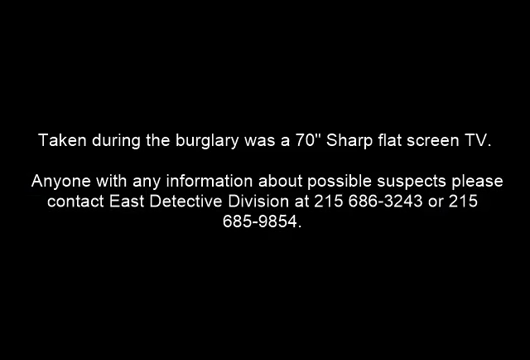 Taken during the burglary was a 70" Sharp flat screen TV.
Anyone with any information about possible suspects please
contact East Detective Division at 215 686-3243 or 215
685-9854.